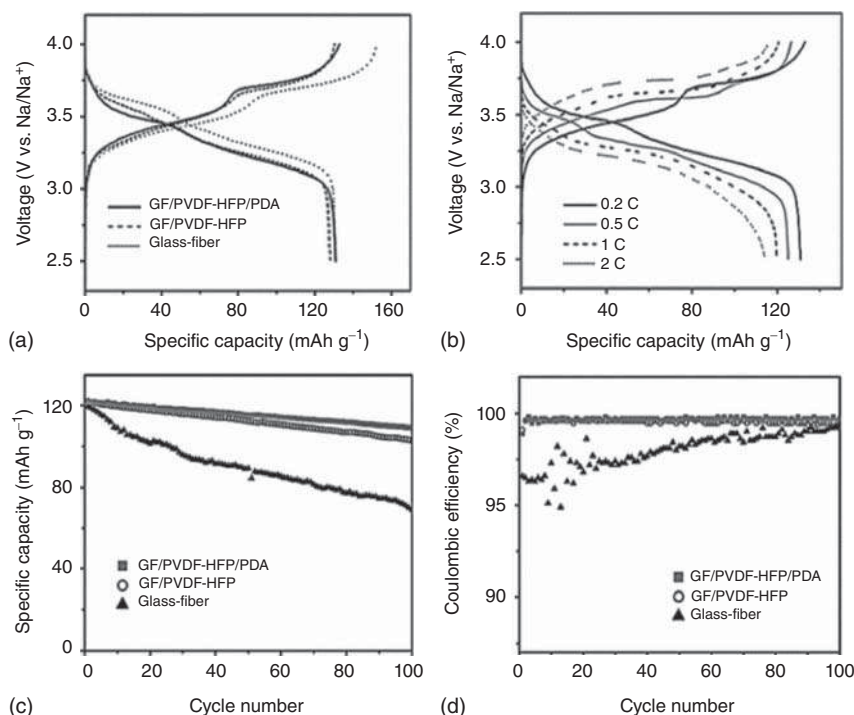 4.0
3.5
3.0
2.5
Voltage (V vs. Na/Na⁺)
GF/PVDF-HFP/PDA
GF/PVDF-HFP
Glass-fiber
0 40 80 120 160
Specific capacity (mAh g⁻¹)
(a)
4.0
3.5
3.0
2.5
Voltage (V vs. Na/Na⁺)
0.2 C
0.5 C
1 C
2 C
0 40 80 120
Specific capacity (mAh g⁻¹)
(b)
120
80
40
0
Specific capacity (mAh g⁻¹)
GF/PVDF-HFP/PDA
GF/PVDF-HFP
Glass-fiber
0 20 40 60 80 100
Cycle number
(c)
100
95
90
Coulombic efficiency (%)
GF/PVDF-HFP/PDA
GF/PVDF-HFP
Glass-fiber
0 20 40 60 80 100
Cycle number
(d)